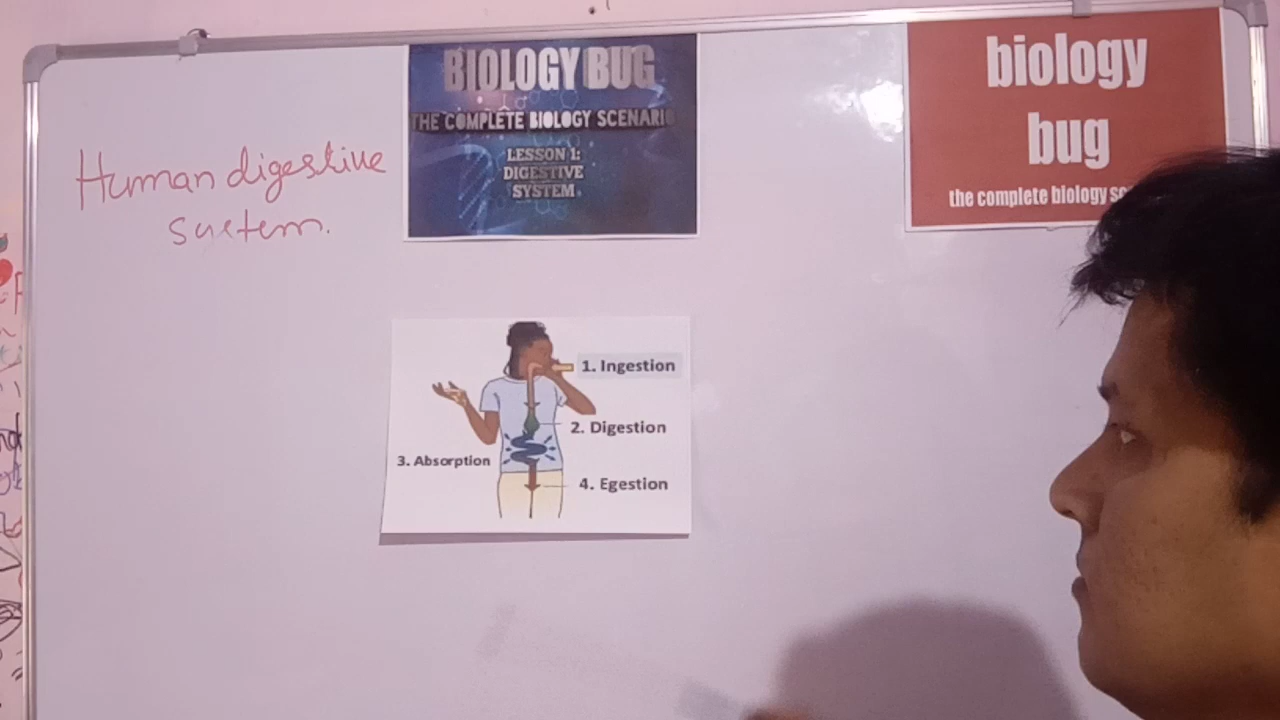 Human digestive
system.
BIOLOGY BUG
THE COMPLETE BIOLOGY SCENARIO
LESSON 1:
DIGESTIVE
SYSTEM
biology
bug
the complete biology
1. Ingestion
2. Digestion
3. Absorption
4. Egestion